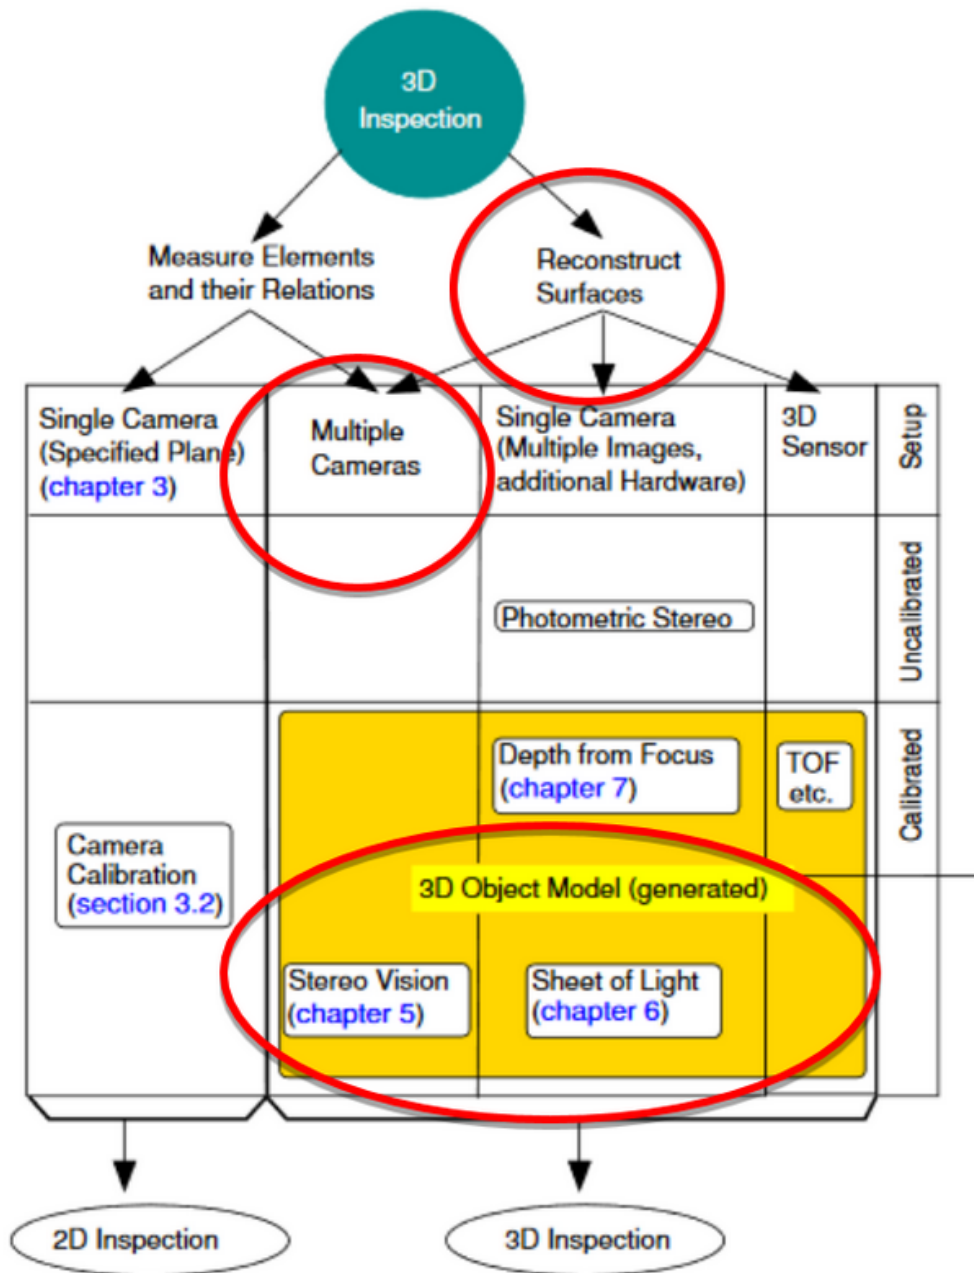 3D
Inspection
Measure Elements
and their Relations
Reconstruct
Surfaces
Single Camera
(Specified Plane)
(chapter 3)
Multiple
Cameras
Single Camera
(Multiple Images,
additional Hardware)
3D
Sensor
Setup
Photometric Stereo
Uncalibrated
Depth from Focus
(chapter 7)
TOF
etc.
Calibrated
Camera
Calibration
(section 3.2)
3D Object Model (generated)
Stereo Vision
(chapter 5)
Sheet of Light
(chapter 6)
2D Inspection
3D Inspection